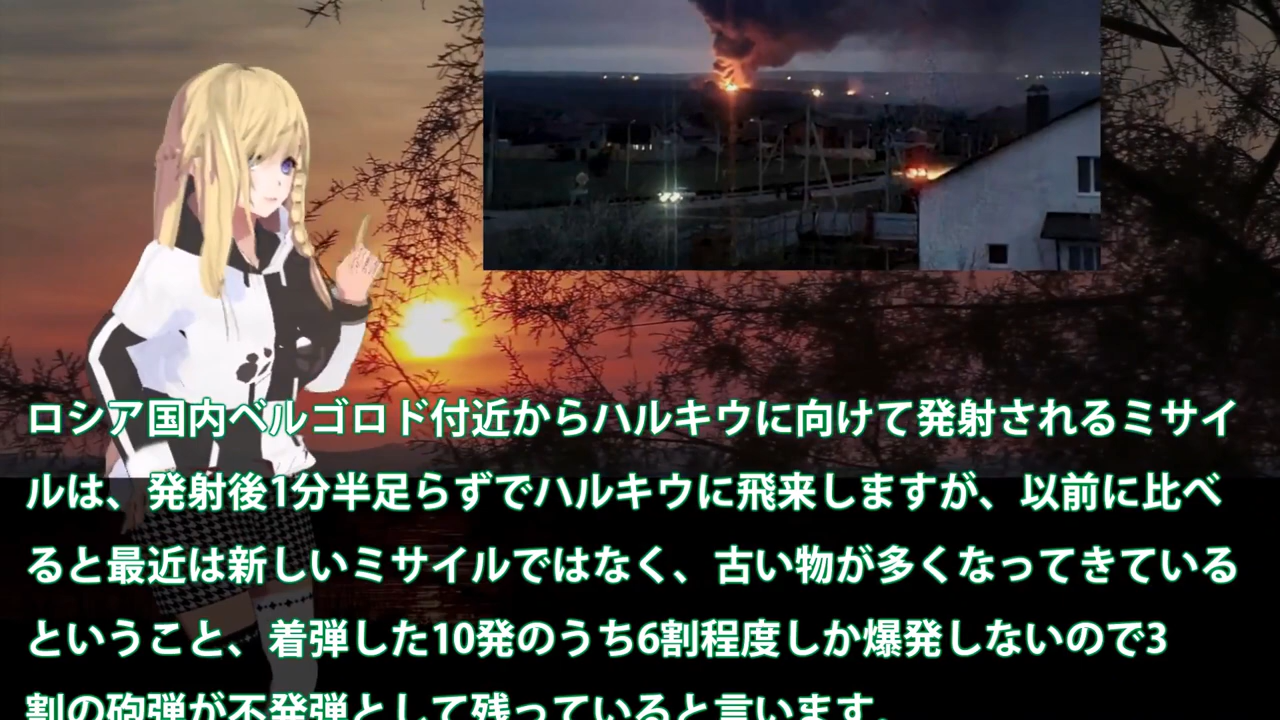 ロシア国内ベルゴロド付近からハルキウに向けて発射されるミサイ
ルは、発射後1分半足らずでハルキウに飛来しますが、以前に比べ
ると最近は新しいミサイルではなく、古い物が多くなってきている
ということ、着弾した10発のうち6割程度しか爆発しないので3
割の砲弾が不発弾として残っていると言います。